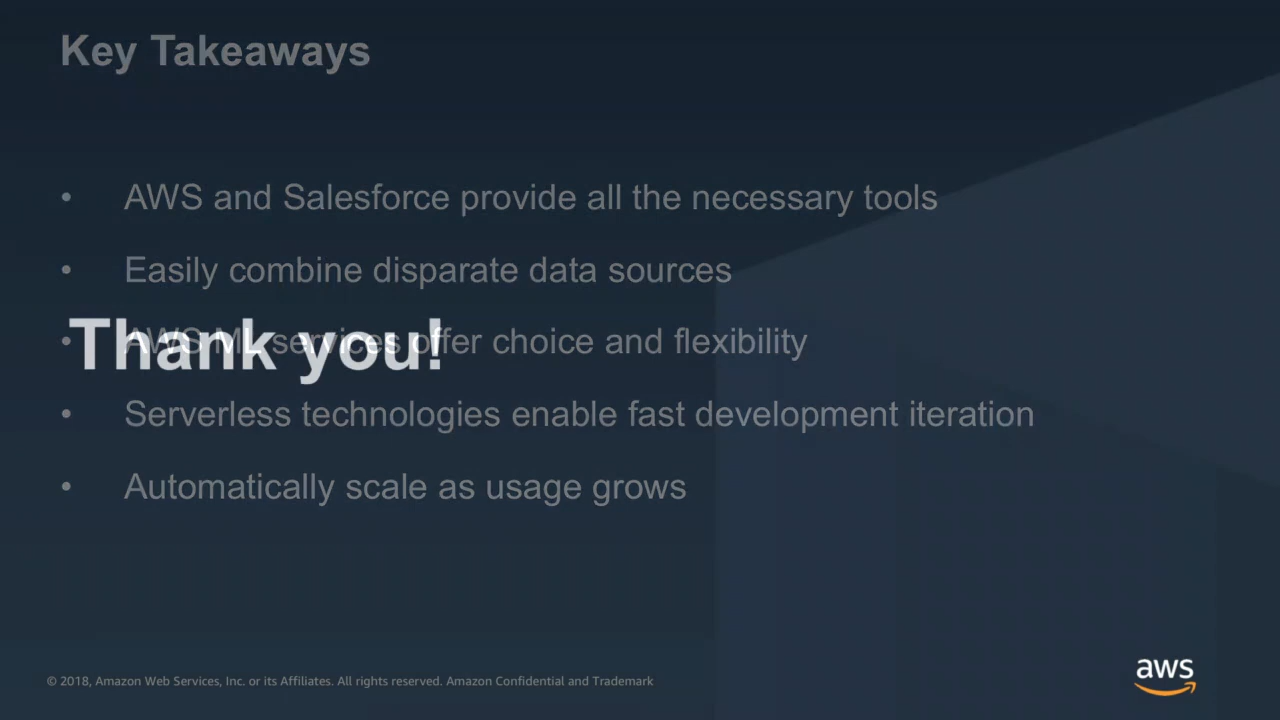 Key Takeaways
• AWS and Salesforce provide all the necessary tools
• Easily combine disparate data sources
• AWS ML services offer choice and flexibility
Thank you!
• Serverless technologies enable fast development iteration
• Automatically scale as usage grows
© 2018, Amazon Web Services, Inc. or its Affiliates. All rights reserved. Amazon Confidential and Trademark
aws